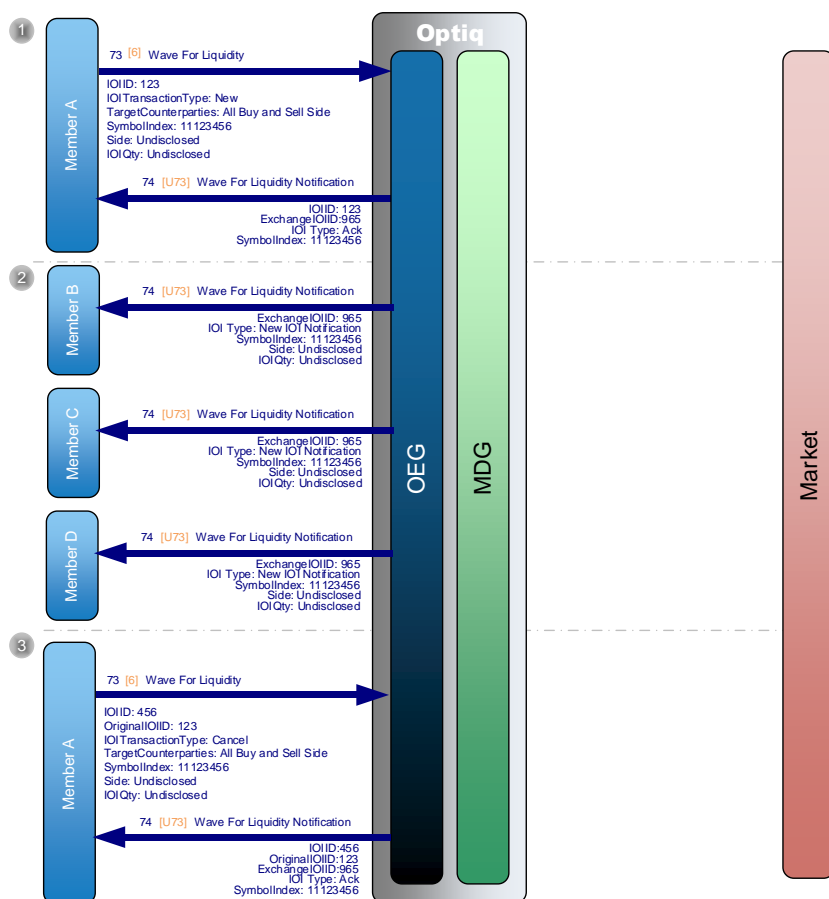 1
Optiq
Member A
73 [6] Wave For Liquidity
IOIID: 123
IOITransactionType: New
TargetCounterparties: All Buy and Sell Side
SymbolIndex: 11123456
Side: Undisclosed
IOIQty: Undisclosed
74 [U73] Wave For Liquidity Notification
IOIID: 123
ExchangeIOIID:965
IOI Type: Ack
SymbolIndex: 11123456
2
Member B
74 [U73] Wave For Liquidity Notification
ExchangeIOIID: 965
IOI Type: New IOI Notification
SymbolIndex: 11123456
Side: Undisclosed
IOIQty: Undisclosed
Member C
74 [U73] Wave For Liquidity Notification
ExchangeIOIID: 965
IOI Type: New IOI Notification
SymbolIndex: 11123456
Side: Undisclosed
IOIQty: Undisclosed
OEG
MDG
Market
Member D
74 [U73] Wave For Liquidity Notification
ExchangeIOIID: 965
IOI Type: New IOI Notification
SymbolIndex: 11123456
Side: Undisclosed
IOIQty: Undisclosed
3
Member A
73 [6] Wave For Liquidity
IOIID: 456
OriginalIOIID: 123
IOITransactionType: Cancel
TargetCounterparties: All Buy and Sell Side
SymbolIndex: 11123456
Side: Undisclosed
IOIQty: Undisclosed
74 [U73] Wave For Liquidity Notification
IOIID:456
OriginalIOIID:123
ExchangeIOIID:965
IOI Type: Ack
SymbolIndex: 11123456